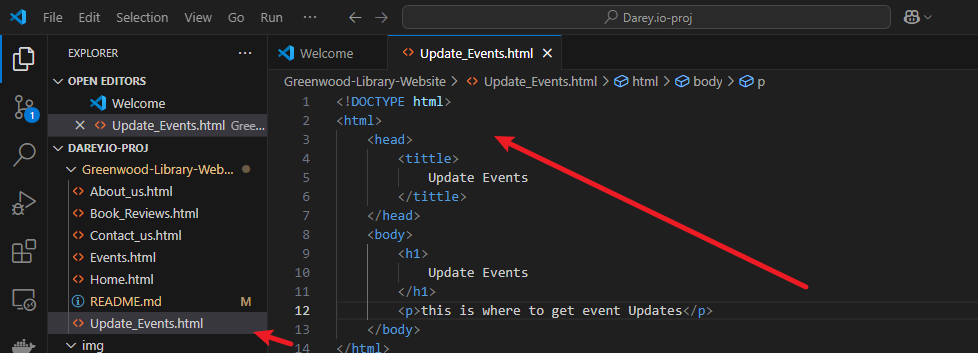 File Edit Selection View Go Run ... Darey.io-proj
EXPLORER ...
OPEN EDITORS
Welcome
Update_Events.html Gree...
DAREY.IO-PROJ
Greenwood-Library-Web...
About_us.html
Book_Reviews.html
Contact_us.html
Events.html
Home.html
README.md M
Update_Events.html
img
1
Welcome Update_Events.html
Greenwood-Library-Website > Update_Events.html > html > body > p
1 <!DOCTYPE html>
2 <html>
3 <head>
4 <tittle>
5 Update Events
6 </tittle>
7 </head>
8 <body>
9 <h1>
10 Update Events
11 </h1>
12 <p>this is where to get event Updates</p>
13 </body>
14 </html>